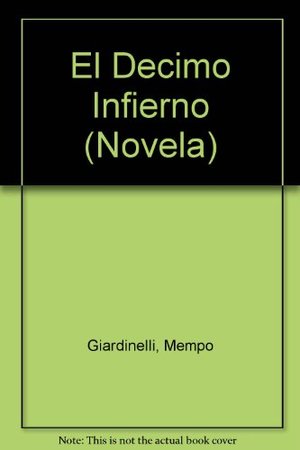 El Decimo
Infierno
(Novela)
Giardinelli, Mempo
Note: This is not the actual book cover